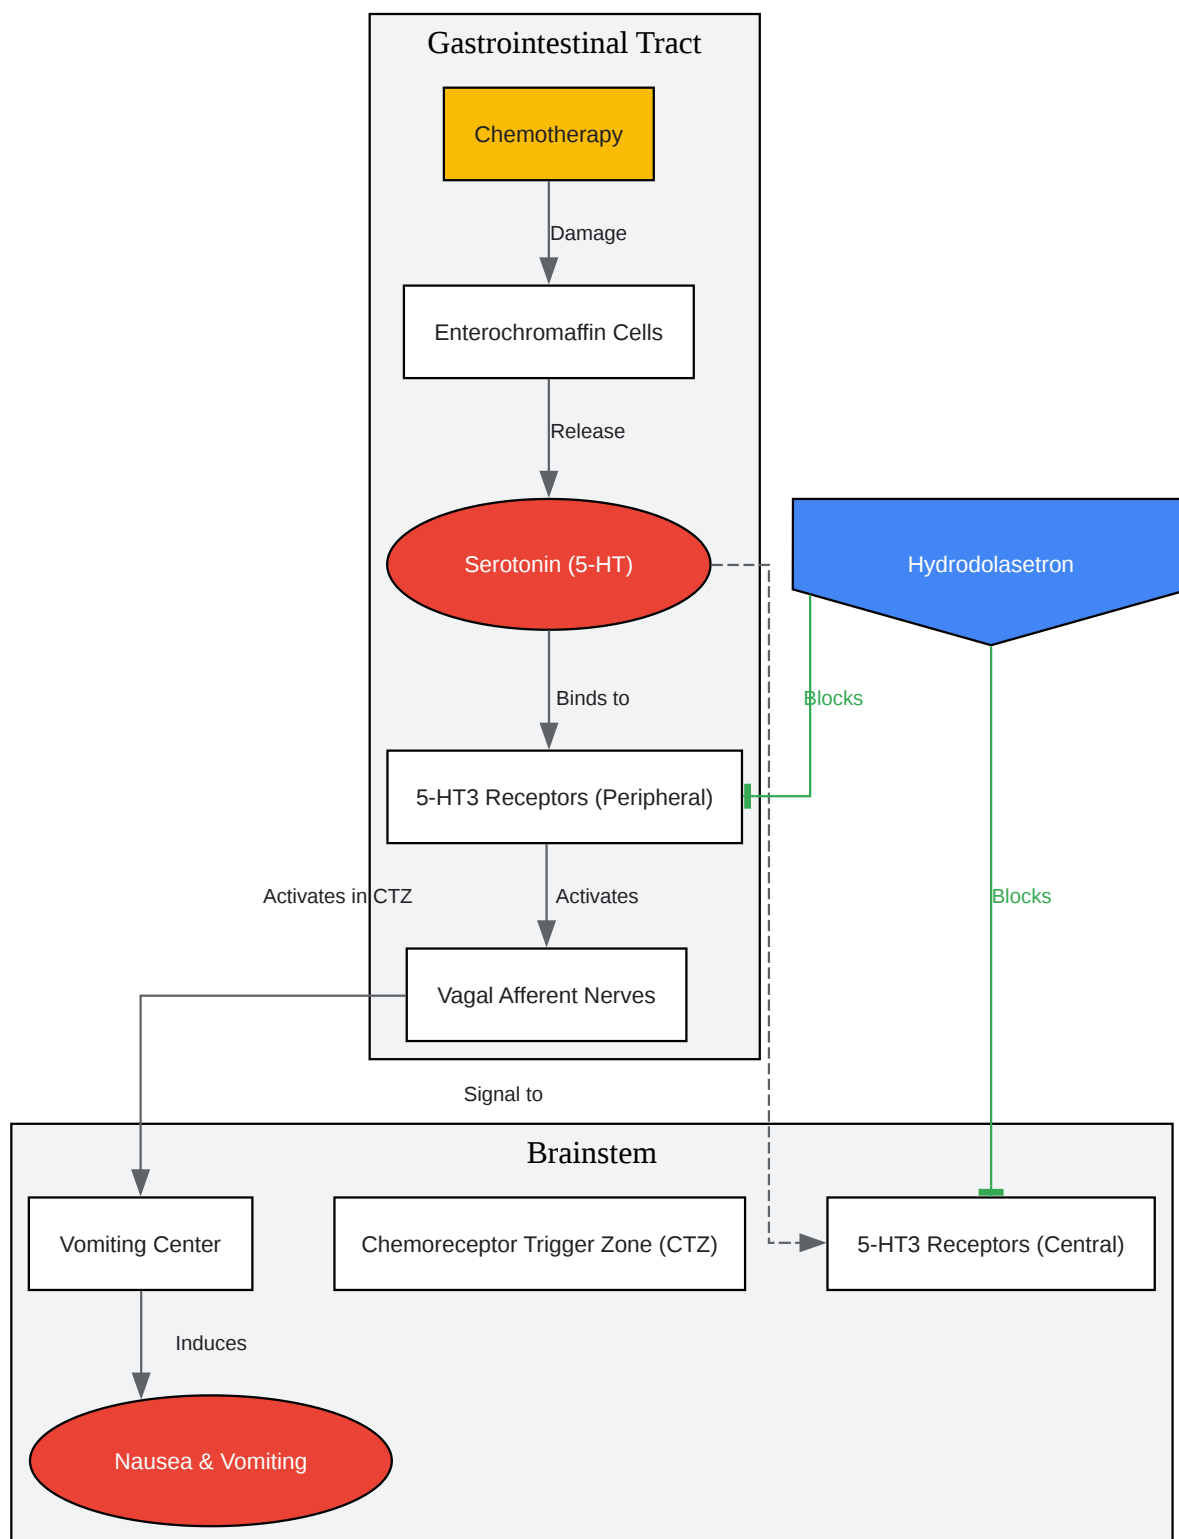 Gastrointestinal Tract
Chemotherapy
Damage
Enterochromaffin Cells
Release
Serotonin (5-HT)
Hydrodolasetron
Binds to
Blocks
5-HT3 Receptors (Peripheral)
Activates in CTZ
Activates
Blocks
Vagal Afferent Nerves
Signal to
Brainstem
Vomiting Center
Chemoreceptor Trigger Zone (CTZ)
5-HT3 Receptors (Central)
Induces
Nausea & Vomiting